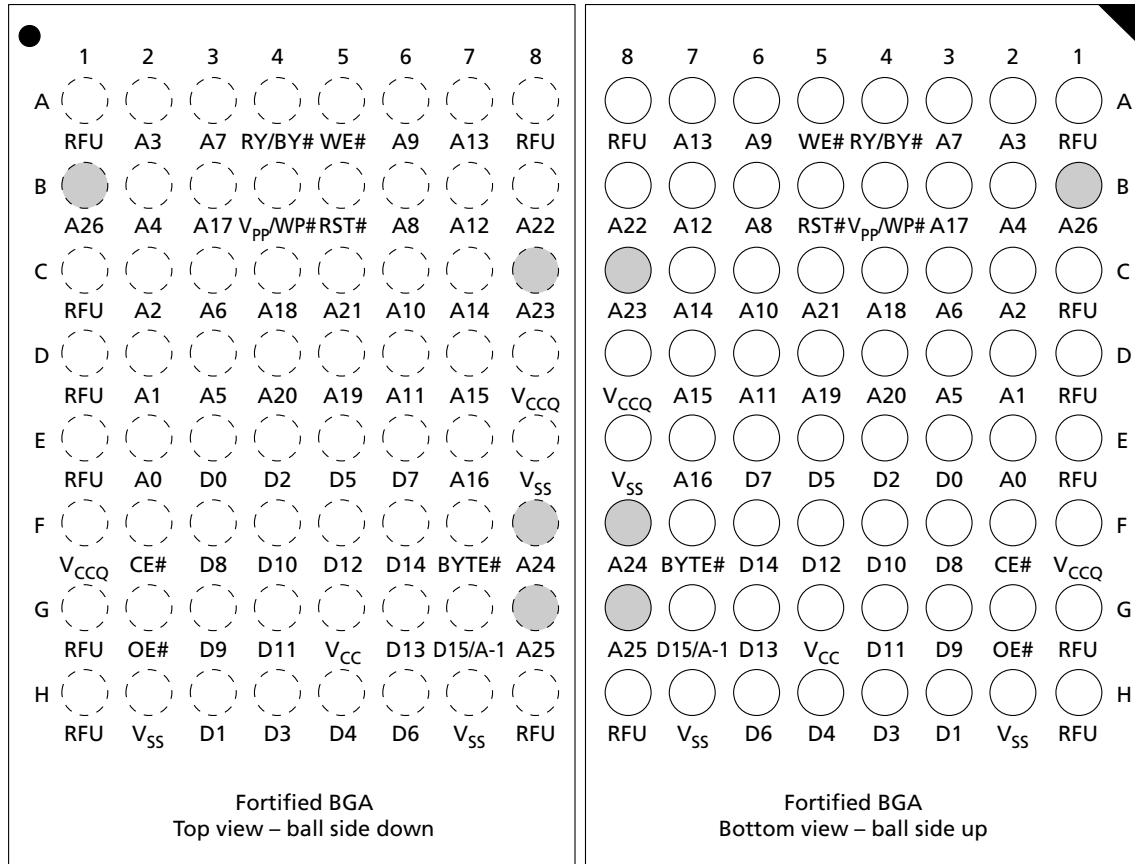 1 2 3 4 5 6 7 8
A
RFU A3 A7 RY/BY# WE# A9 A13 RFU
B
A26 A4 A17 VPP/WP# RST# A8 A12 A22
C
RFU A2 A6 A18 A21 A10 A14 A23
D
RFU A1 A5 A20 A19 A11 A15 VCCQ
E
RFU A0 D0 D2 D5 D7 A16 VSS
F
VCCQ CE# D8 D10 D12 D14 BYTE# A24
G
RFU OE# D9 D11 VCC D13 D15/A-1 A25
H
RFU VSS D1 D3 D4 D6 VSS RFU
Fortified BGA
Top view – ball side down
8 7 6 5 4 3 2 1
A
RFU A13 A9 WE# RY/BY# A7 A3 RFU
B
A22 A12 A8 RST# VPP/WP# A17 A4 A26
C
A23 A14 A10 A21 A18 A6 A2 RFU
D
VCCQ A15 A11 A19 A20 A5 A1 RFU
E
VSS A16 D7 D5 D2 D0 A0 RFU
F
A24 BYTE# D14 D12 D10 D8 CE# VCCQ
G
A25 D15/A-1 D13 VCC D11 D9 OE# RFU
H
RFU VSS D6 D4 D3 D1 VSS RFU
Fortified BGA
Bottom view – ball side up